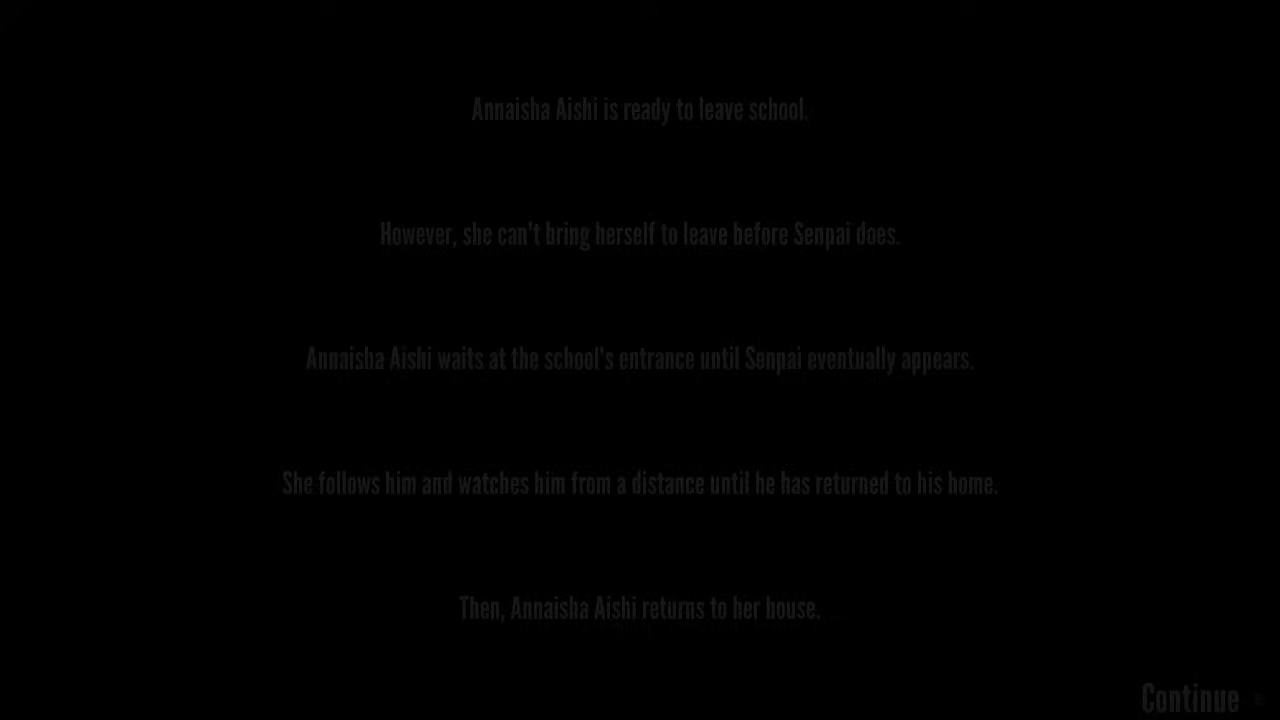 Annaisha Aishi is ready to leave school.
However, she can't bring herself to leave before Senpai does.
Annaisha Aishi waits at the school's entrance until Senpai eventually appears.
She follows him and watches him from a distance until he has returned to his home.
Then, Annaisha Aishi returns to her house.
Continue